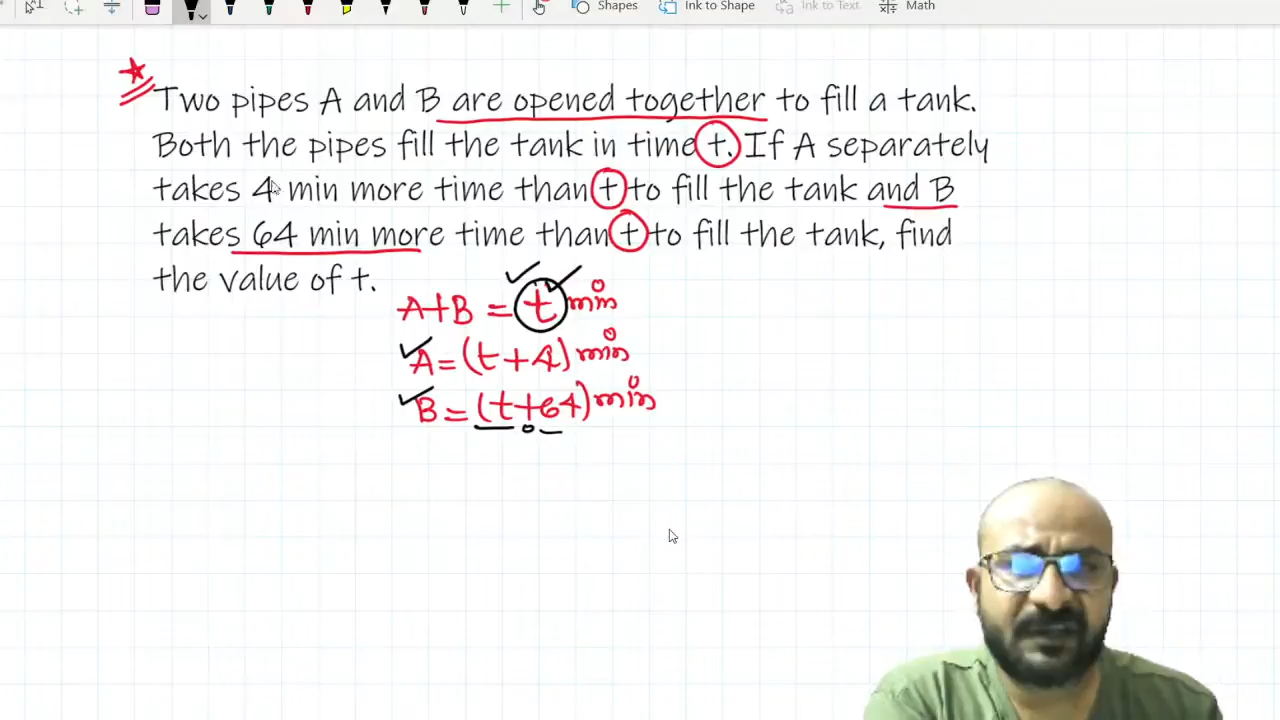 Shapes Ink to Shape Ink to Text Math
Two pipes A and B are opened together to fill a tank.
Both the pipes fill the tank in time t. If A separately
takes 4 min more time than t to fill the tank and B
takes 64 min more time than t to fill the tank, find
the value of t.
A+B = t min
A = (t+4) min
B = (t+64) min